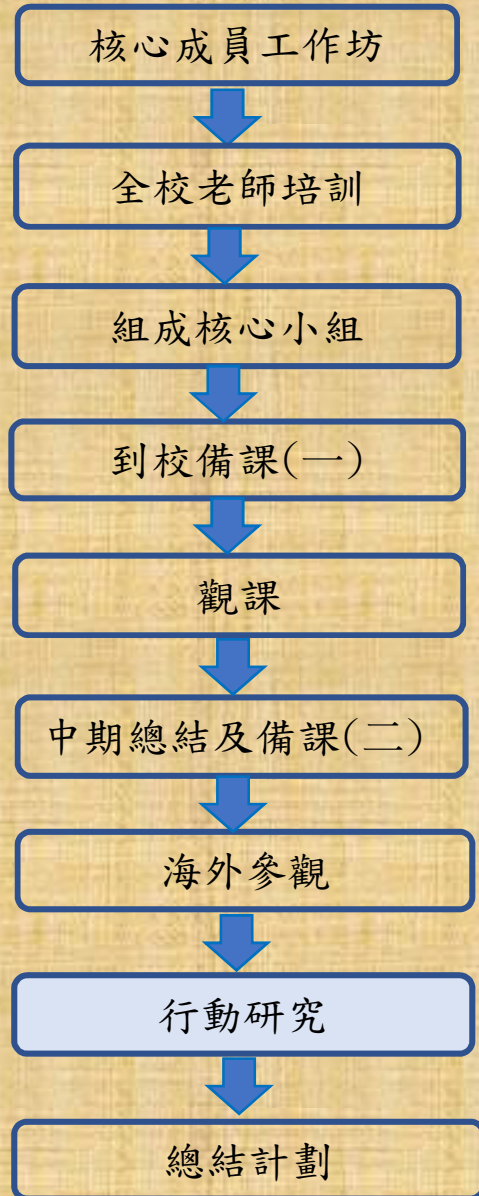 核心成員工作坊
全校老師培訓
組成核心小組
到校備課(一)
觀課
中期總結及備課(二)
海外參觀
行動研究
總結計劃